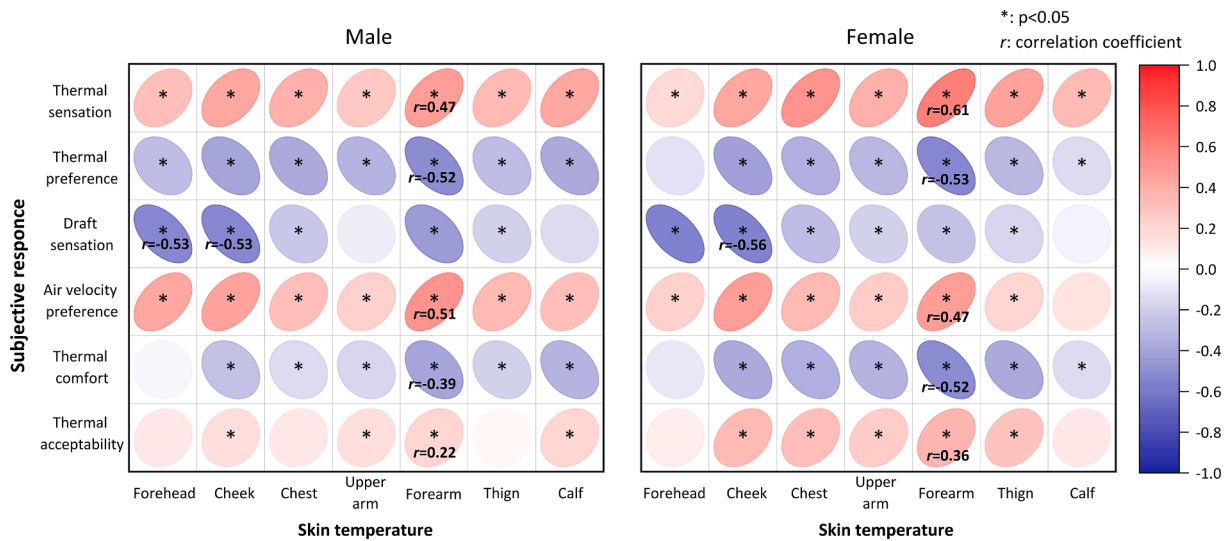 *: p<0.05
r: correlation coefficient
Male
Female
Subjective responce
Thermal
sensation
* * * * * * *
r=0.47
* * * * * * *
r=0.61
Thermal
preference
* * * * * * *
r=-0.52
* * * * * *
r=-0.53
Draft
sensation
* * * *
r=-0.53 r=-0.53
* * * * * *
r=-0.56
Air velocity
preference
* * * * * * *
r=0.51
* * * * * *
r=0.47
Thermal
comfort
* * * * * *
r=-0.39
* * * * * *
r=-0.52
Thermal
acceptability
* * * *
r=0.22
* * * * *
r=0.36
Forehead Cheek Chest Upper arm Forearm Thign Calf
Skin temperature
Forehead Cheek Chest Upper arm Forearm Thign Calf
Skin temperature
1.0
0.8
0.6
0.4
0.2
0.0
-0.2
-0.4
-0.6
-0.8
-1.0